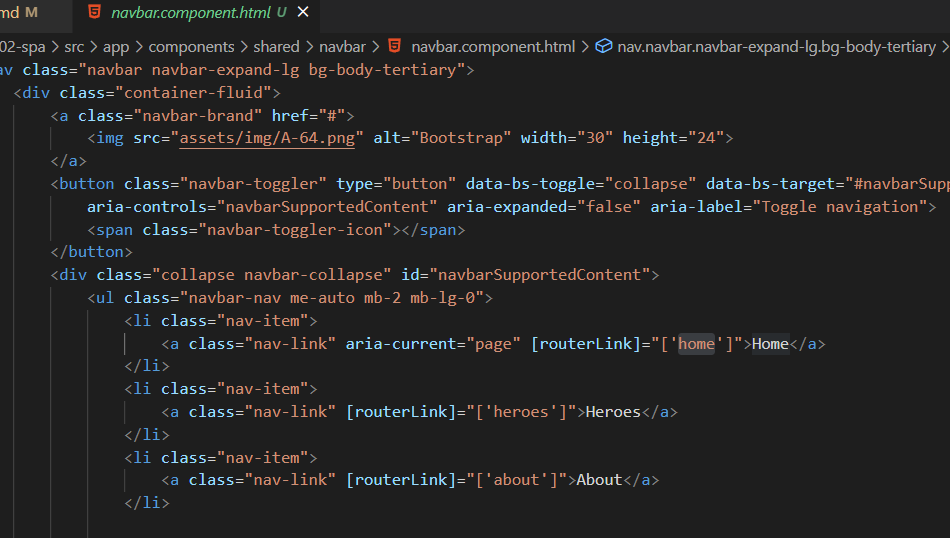 md M navbar.component.html U ✕
02-spa > src > app > components > shared > navbar > navbar.component.html > nav.navbar.navbar-expand-lg.bg-body-tertiary >
av class="navbar navbar-expand-lg bg-body-tertiary">
<div class="container-fluid">
<a class="navbar-brand" href="#">
<img src="assets/img/A-64.png" alt="Bootstrap" width="30" height="24">
</a>
<button class="navbar-toggler" type="button" data-bs-toggle="collapse" data-bs-target="#navbarSupp
aria-controls="navbarSupportedContent" aria-expanded="false" aria-label="Toggle navigation">
<span class="navbar-toggler-icon"></span>
</button>
<div class="collapse navbar-collapse" id="navbarSupportedContent">
<ul class="navbar-nav me-auto mb-2 mb-lg-0">
<li class="nav-item">
<a class="nav-link" aria-current="page" [routerLink]="['home']">Home</a>
</li>
<li class="nav-item">
<a class="nav-link" [routerLink]="['heroes']">Heroes</a>
</li>
<li class="nav-item">
<a class="nav-link" [routerLink]="['about']">About</a>
</li>